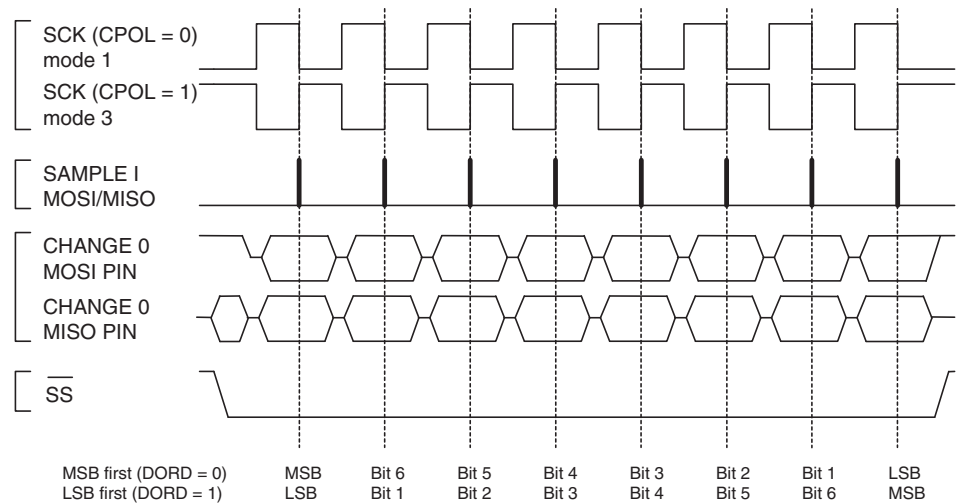 SCK (CPOL = 0)
mode 1
SCK (CPOL = 1)
mode 3
SAMPLE I
MOSI/MISO
CHANGE 0
MOSI PIN
CHANGE 0
MISO PIN
SS
MSB first (DORD = 0) MSB Bit 6 Bit 5 Bit 4 Bit 3 Bit 2 Bit 1 LSB
LSB first (DORD = 1) LSB Bit 1 Bit 2 Bit 3 Bit 4 Bit 5 Bit 6 MSB